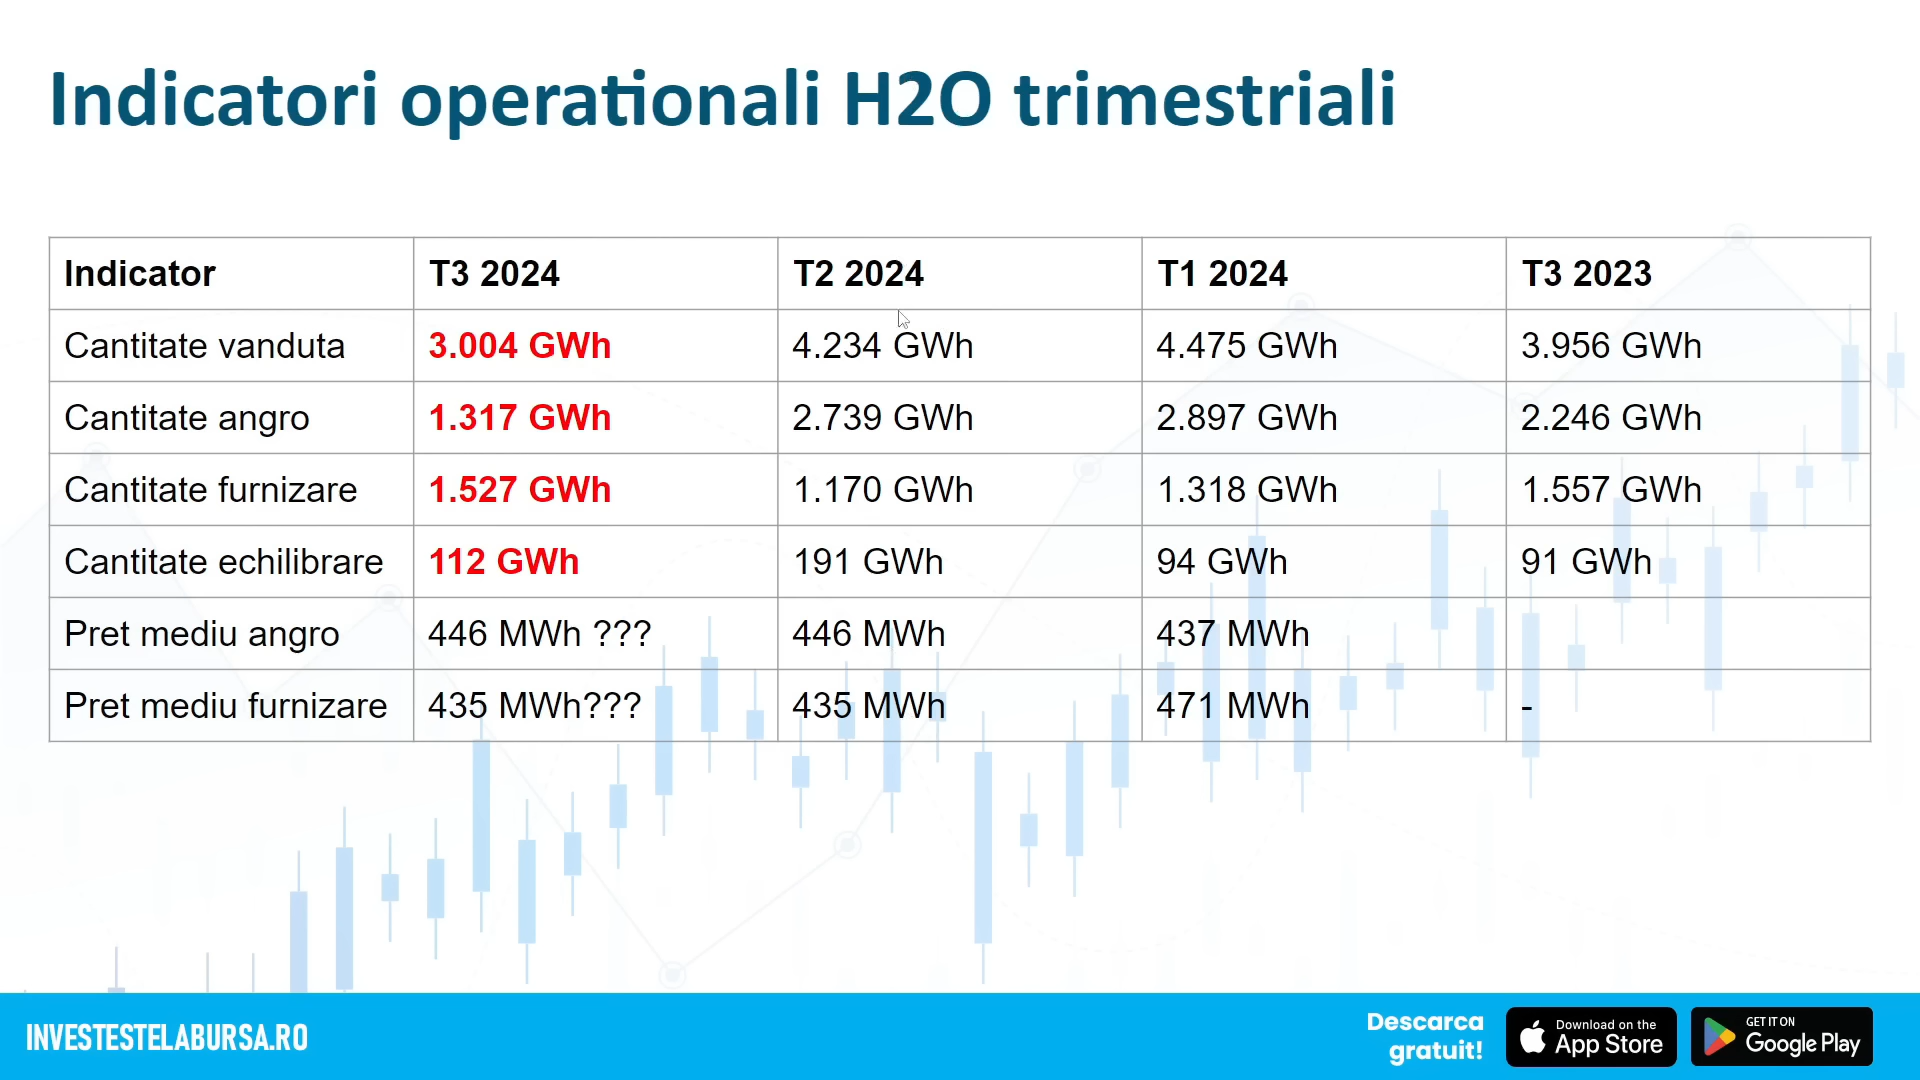 Indicatori operationali H2O trimestriali
Indicator T3 2024 T2 2024 T1 2024 T3 2023
Cantitate vanduta 3.004 GWh 4.234 GWh 4.475 GWh 3.956 GWh
Cantitate angro 1.317 GWh 2.739 GWh 2.897 GWh 2.246 GWh
Cantitate furnizare 1.527 GWh 1.170 GWh 1.318 GWh 1.557 GWh
Cantitate echilibrare 112 GWh 191 GWh 94 GWh 91 GWh
Pret mediu angro 446 MWh ??? 446 MWh 437 MWh
Pret mediu furnizare 435 MWh??? 435 MWh 471 MWh -
INVESTESTELABURSA.RO
Descarca
gratuit!
Download on the
App Store
GET IT ON
Google Play